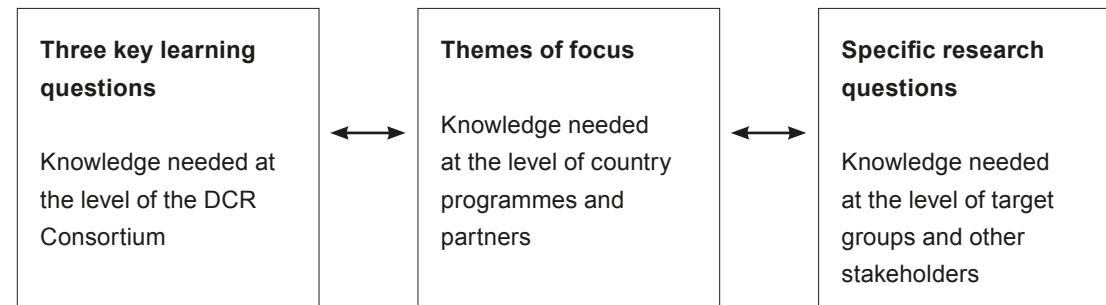 Three key learning
questions
Knowledge needed at
the level of the DCR
Consortium
Themes of focus
Knowledge needed
at the level of country
programmes and
partners
Specific research
questions
Knowledge needed
at the level of target
groups and other
stakeholders